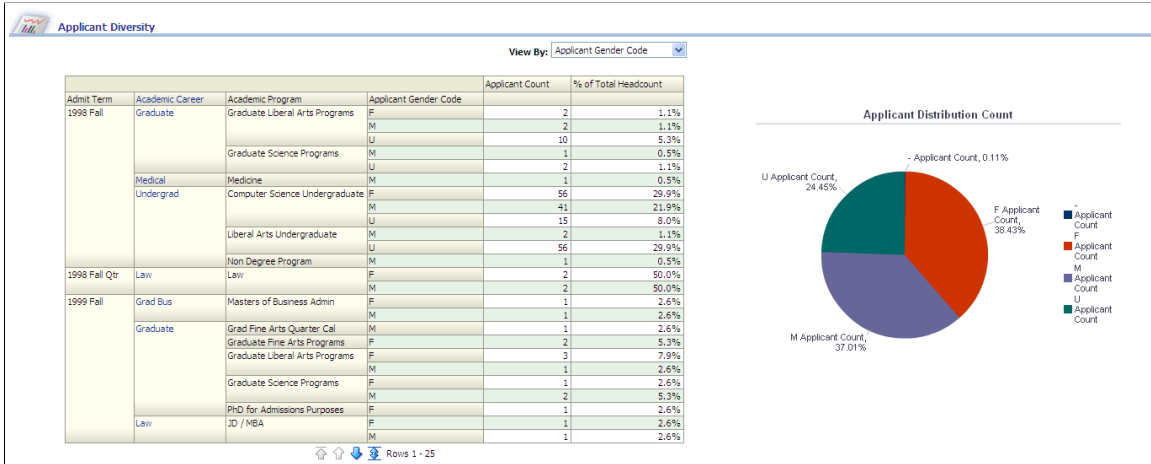 Applicant Diversity
View By: Applicant Gender Code
Applicant Count % of Total Headcount
Admit Term Academic Career Academic Program Applicant Gender Code
1998 Fall Graduate Graduate Liberal Arts Programs F 2 1.1%
M 2 1.1%
U 10 5.3%
Graduate Science Programs M 1 0.5%
U 2 1.1%
Medical Medicine M 1 0.5%
Undergrad Computer Science Undergraduate F 56 29.9%
M 41 21.9%
U 15 8.0%
Liberal Arts Undergraduate M 2 1.1%
U 56 29.9%
Non Degree Program M 1 0.5%
1998 Fall Qtr Law Law F 2 50.0%
M 2 50.0%
1999 Fall Grad Bus Masters of Business Admin F 1 2.6%
M 1 2.6%
Graduate Grad Fine Arts Quarter Cal M 1 2.6%
Graduate Fine Arts Programs F 2 5.3%
Graduate Liberal Arts Programs F 3 7.9%
M 1 2.6%
Graduate Science Programs F 1 2.6%
M 2 5.3%
PhD for Admissions Purposes F 1 2.6%
Law JD / MBA F 1 2.6%
M 1 2.6%
Rows 1 - 25
Applicant Distribution Count
- Applicant Count, 0.11%
U Applicant Count,
24.45%
F Applicant
Count,
38.43%
M Applicant Count,
37.01%
-
Applicant
Count
F
Applicant
Count
M
Applicant
Count
U
Applicant
Count